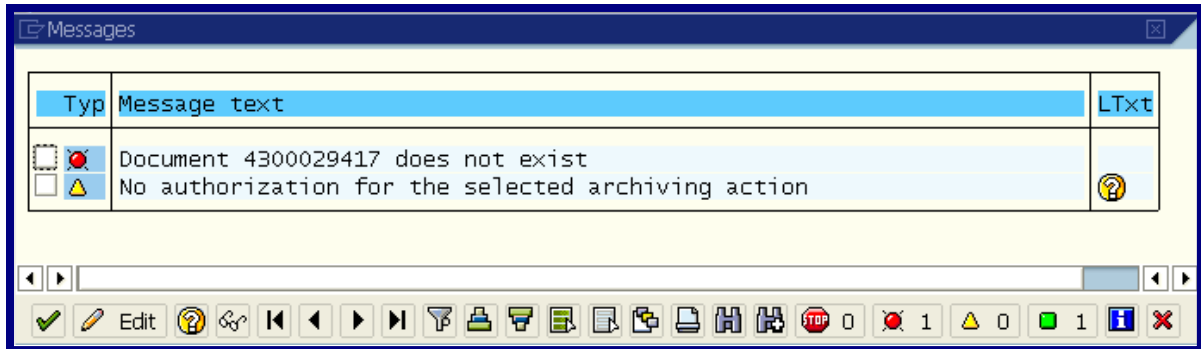 Messages
Typ Message text LTxt
Document 4300029417 does not exist
No authorization for the selected archiving action
Edit STOP 0 1 0 1